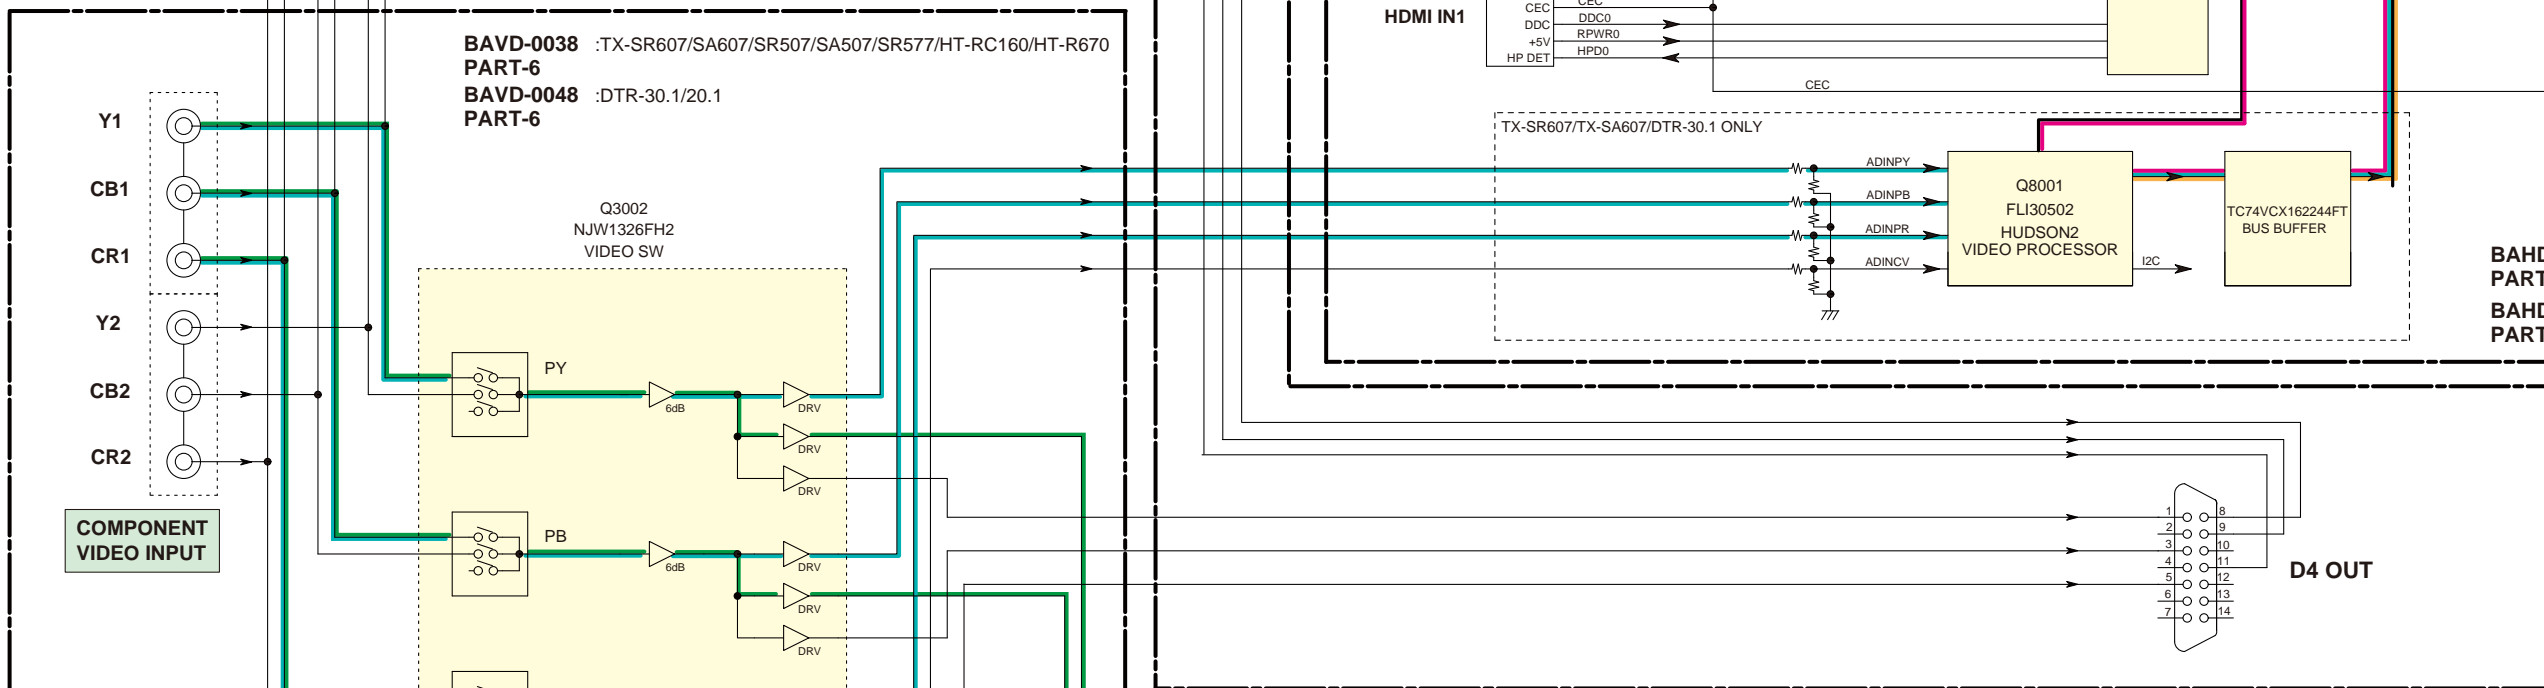 HDMI IN1
CEC
DDC
+5V
HP DET
CEC
DDC0
RPWR0
HPD0
CEC
BAVD-0038 :TX-SR607/SA607/SR507/SA507/SR577/HT-RC160/HT-R670
PART-6
BAVD-0048 :DTR-30.1/20.1
PART-6
Y1
CB1
CR1
Y2
CB2
CR2
COMPONENT
VIDEO INPUT
Q3002
NJW1326FH2
VIDEO SW
PY
6dB
DRV
DRV
DRV
PB
6dB
DRV
DRV
DRV
TX-SR607/TX-SA607/DTR-30.1 ONLY
ADINPY
ADINPB
ADINPR
ADINCV
Q8001
FLI30502
HUDSON2
VIDEO PROCESSOR
I2C
TC74VCX162244FT
BUS BUFFER
BAHD
PART
BAHD
PART
1
2
3
4
5
6
7
8
9
10
11
12
13
14
D4 OUT